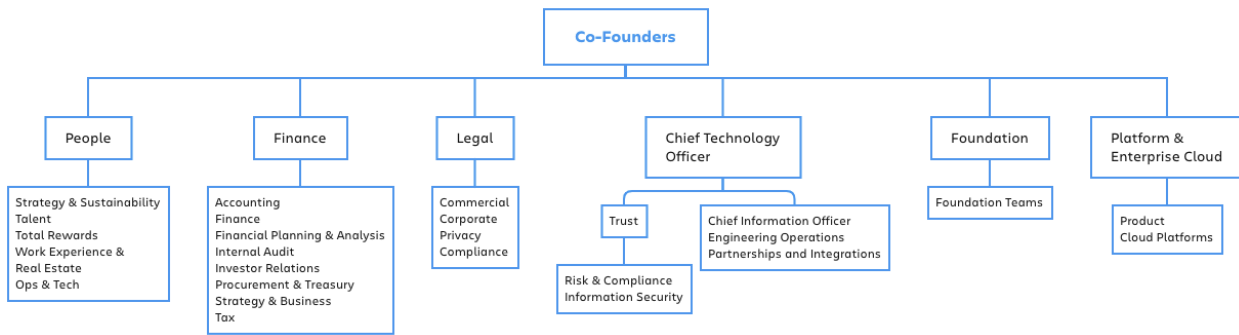 Co-Founders
People
Finance
Legal
Chief Technology
Officer
Foundation
Platform &
Enterprise Cloud
Strategy & Sustainability
Talent
Total Rewards
Work Experience &
Real Estate
Ops & Tech
Accounting
Finance
Financial Planning & Analysis
Internal Audit
Investor Relations
Procurement & Treasury
Strategy & Business
Tax
Commercial
Corporate
Privacy
Compliance
Trust
Risk & Compliance
Information Security
Chief Information Officer
Engineering Operations
Partnerships and Integrations
Foundation Teams
Product
Cloud Platforms